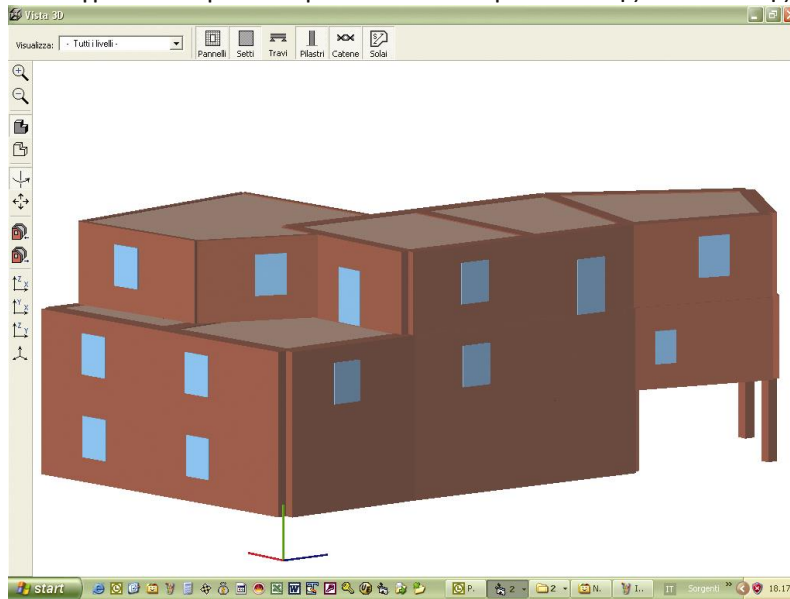 Vista 3D
Visualizza: - Tutti i livelli -
Pannelli Setti Travi Pilastri Catene Solai
Z X
Y X
Z Y
start P. 2 2 N. I.. IT Sorgenti » 18.17